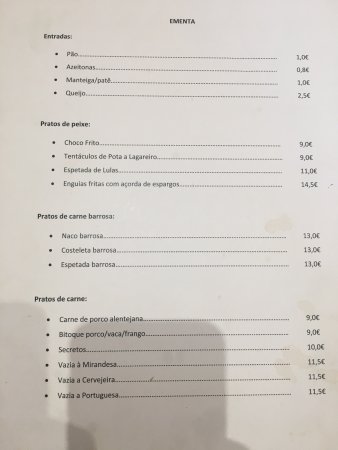 EMENTA
Entradas:
• Pão.......... 1,0€
• Azeitonas.......... 0,8€
• Manteiga/patê.......... 1,0€
• Queijo.......... 2,5€
Pratos de peixe:
• Choco Frito.......... 9,0€
• Tentáculos de Pota a Lagareiro.......... 9,0€
• Espetada de Lulas.......... 11,0€
• Enguias fritas com açorda de espargos.......... 14,5€
Pratos de carne barrosa:
• Naco barrosa.......... 13,0€
• Costeleta barrosa.......... 13,0€
• Espetada barrosa.......... 13,0€
Pratos de carne:
• Carne de porco alentejana.......... 9,0€
• Bitoque porco/vaca/frango.......... 9,0€
• Secretos.......... 10,0€
• Vazia à Mirandesa.......... 11,5€
• Vazia a Cervejeira.......... 11,5€
• Vazia a Portuguesa.......... 11,5€